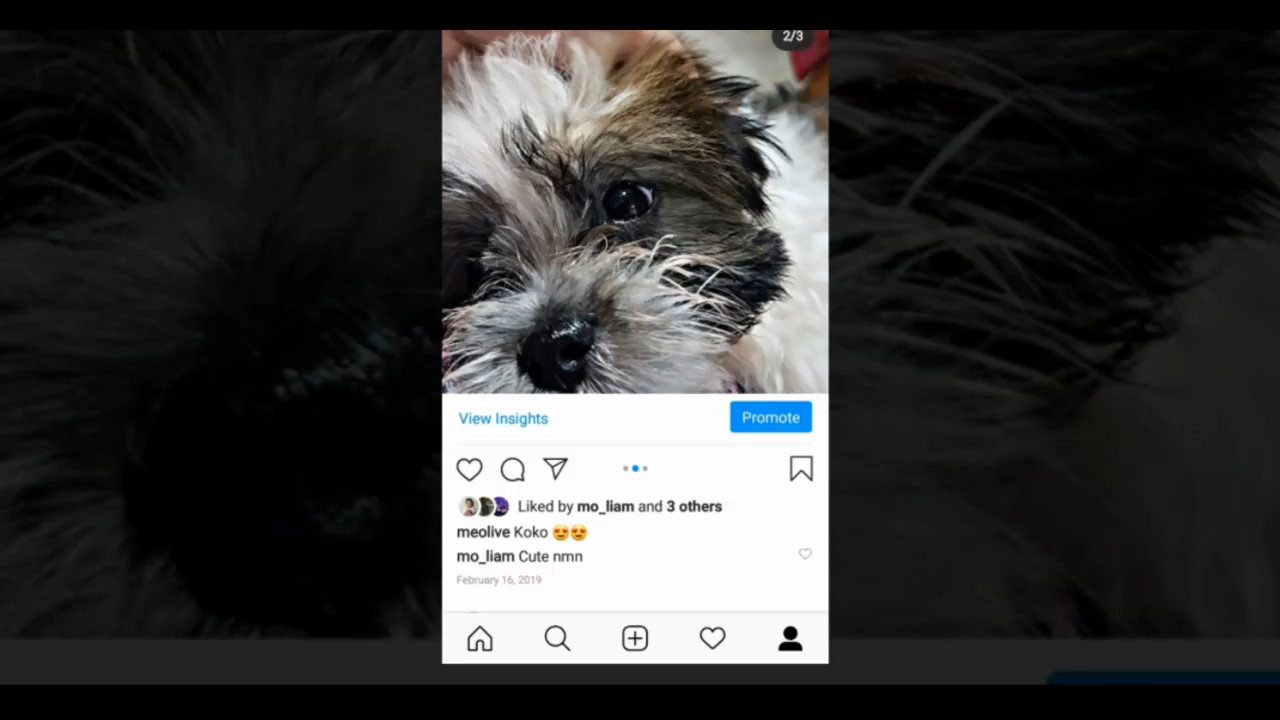 2/3
View Insights
Promote
Liked by mo_liam and 3 others
meolive Koko 😍😍
mo_liam Cute nmn
February 16, 2019